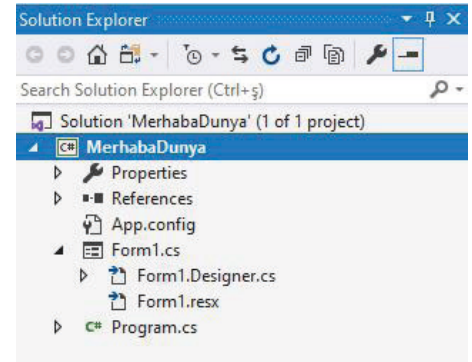 Solution Explorer
Search Solution Explorer (Ctrl+ş)
Solution 'MerhabaDunya' (1 of 1 project)
C# MerhabaDunya
Properties
References
App.config
Form1.cs
Form1.Designer.cs
Form1.resx
C# Program.cs